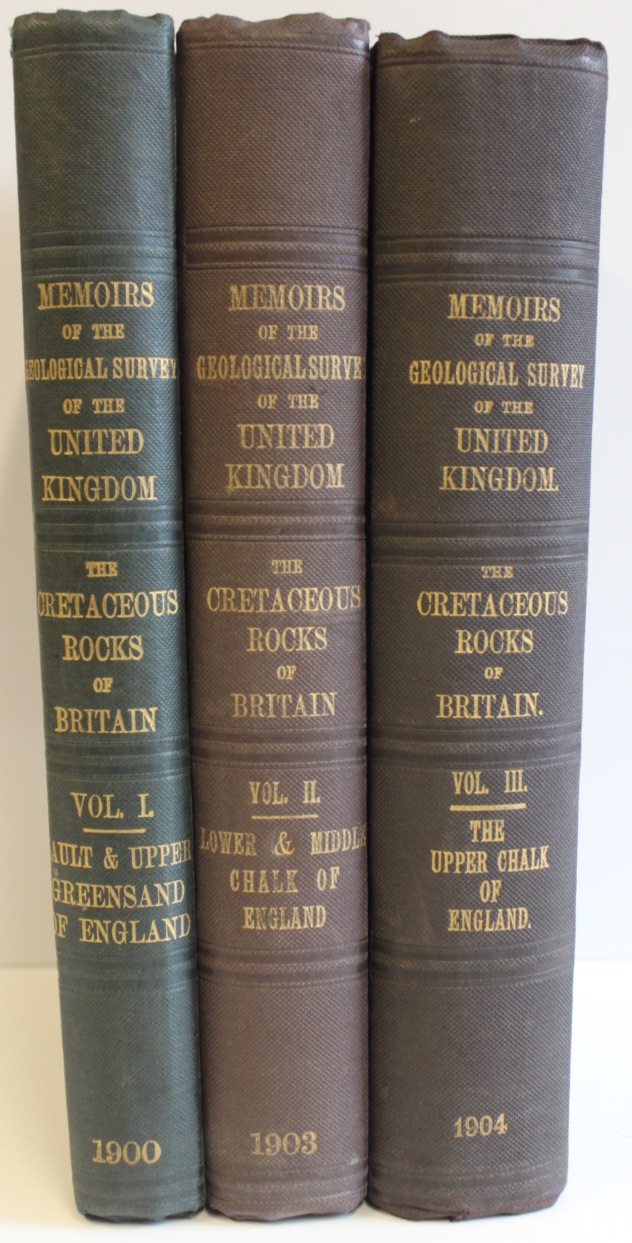 MEMOIRS
OF THE
GEOLOGICAL SURVEY
OF THE
UNITED
KINGDOM
THE
CRETACEOUS
ROCKS
OF
BRITAIN
VOL. I.
AULT & UPPER
GREENSAND
OF ENGLAND
1900
MEMOIRS
OF THE
GEOLOGICAL SURVE
OF THE
UNITED
KINGDOM
THE
CRETACEOUS
ROCKS
OF
BRITAIN
VOL. II.
LOWER & MIDDLE
CHALK OF
ENGLAND
1903
MEMOIRS
OF THE
GEOLOGICAL SURVEY
OF THE
UNITED
KINGDOM.
THE
CRETACEOUS
ROCKS
OF
BRITAIN.
VOL. III.
THE
UPPER CHALK
OF
ENGLAND.
1904